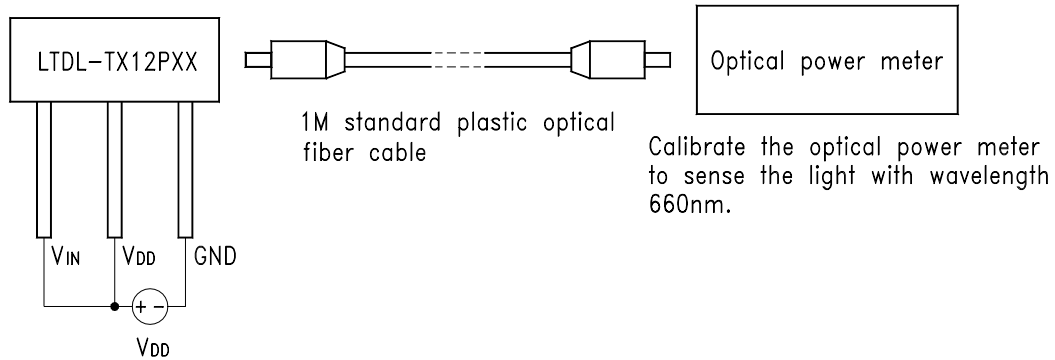 LTDL-TX12PXX
Optical power meter
1M standard plastic optical
fiber cable
Calibrate the optical power meter
to sense the light with wavelength
660nm.
VIN VDD GND
+ -
VDD